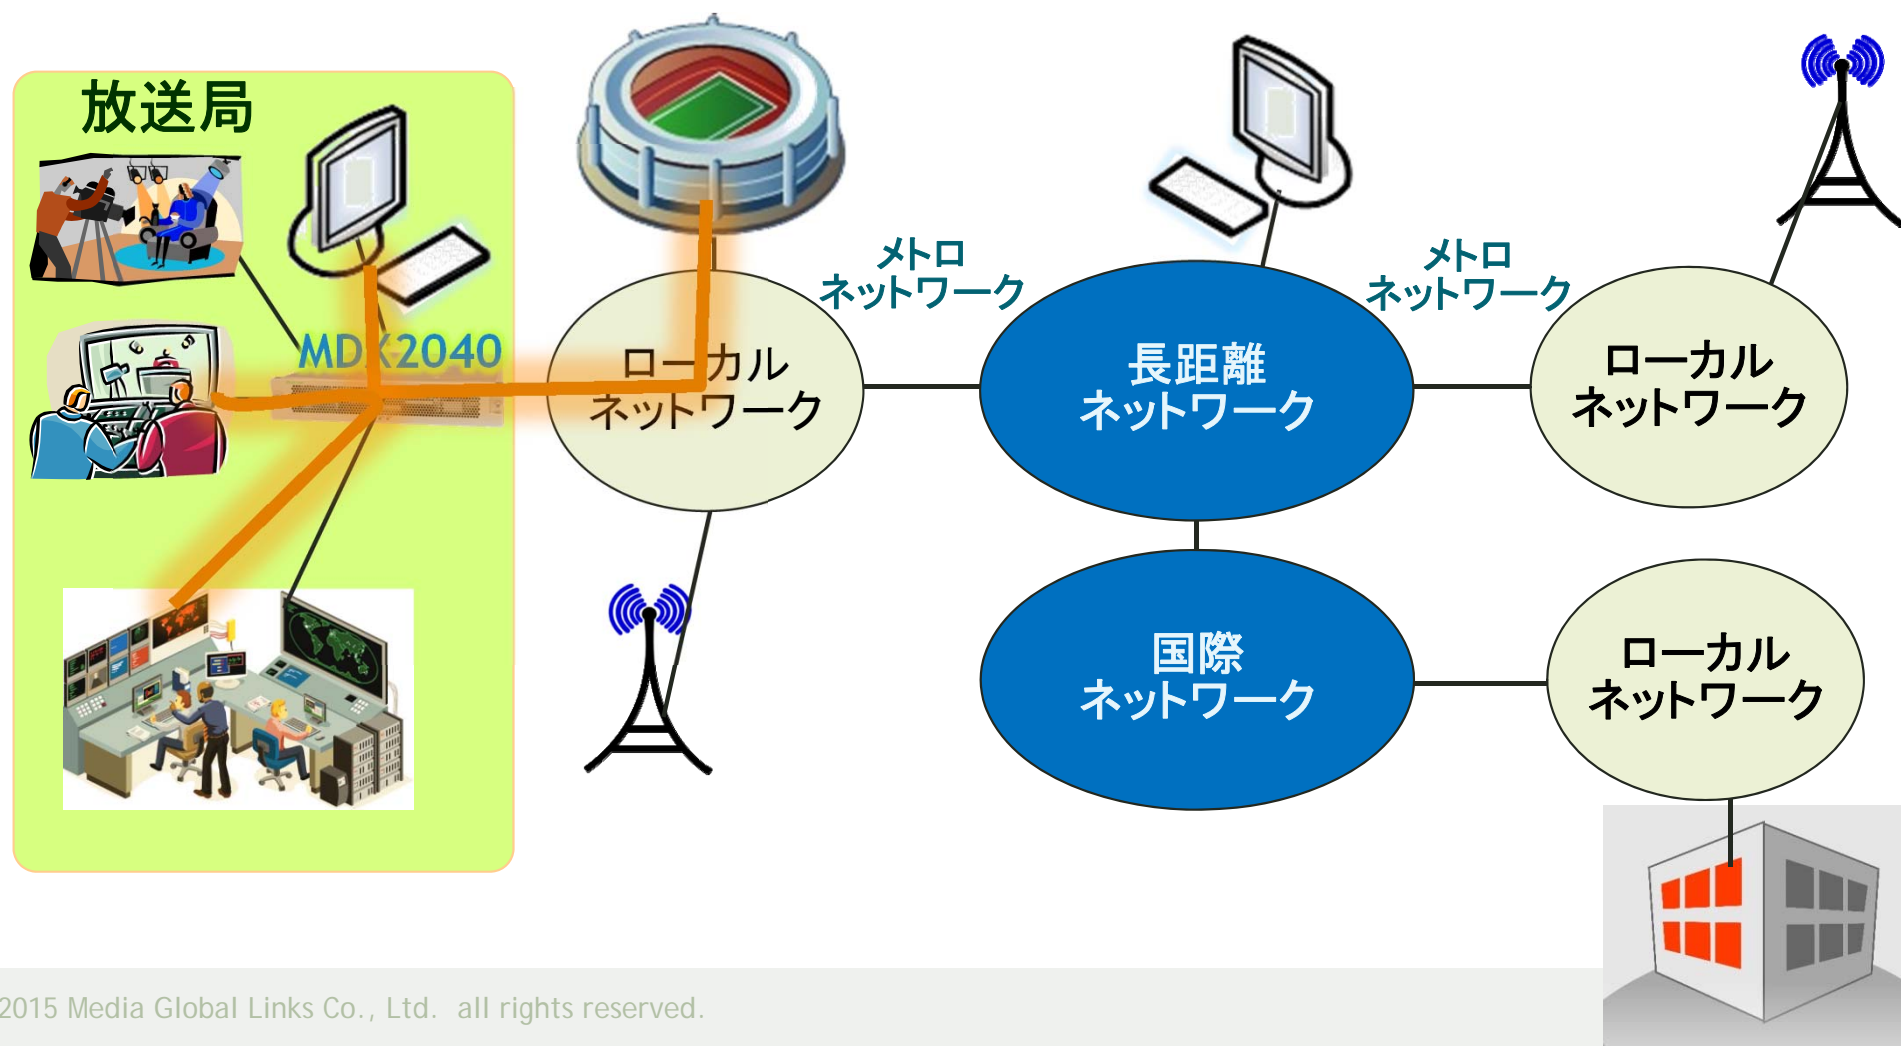 放送局
MDX2040
ローカル
ネットワーク
メトロ
ネットワーク
長距離
ネットワーク
メトロ
ネットワーク
ローカル
ネットワーク
国際
ネットワーク
ローカル
ネットワーク
2015 Media Global Links Co., Ltd. all rights reserved.